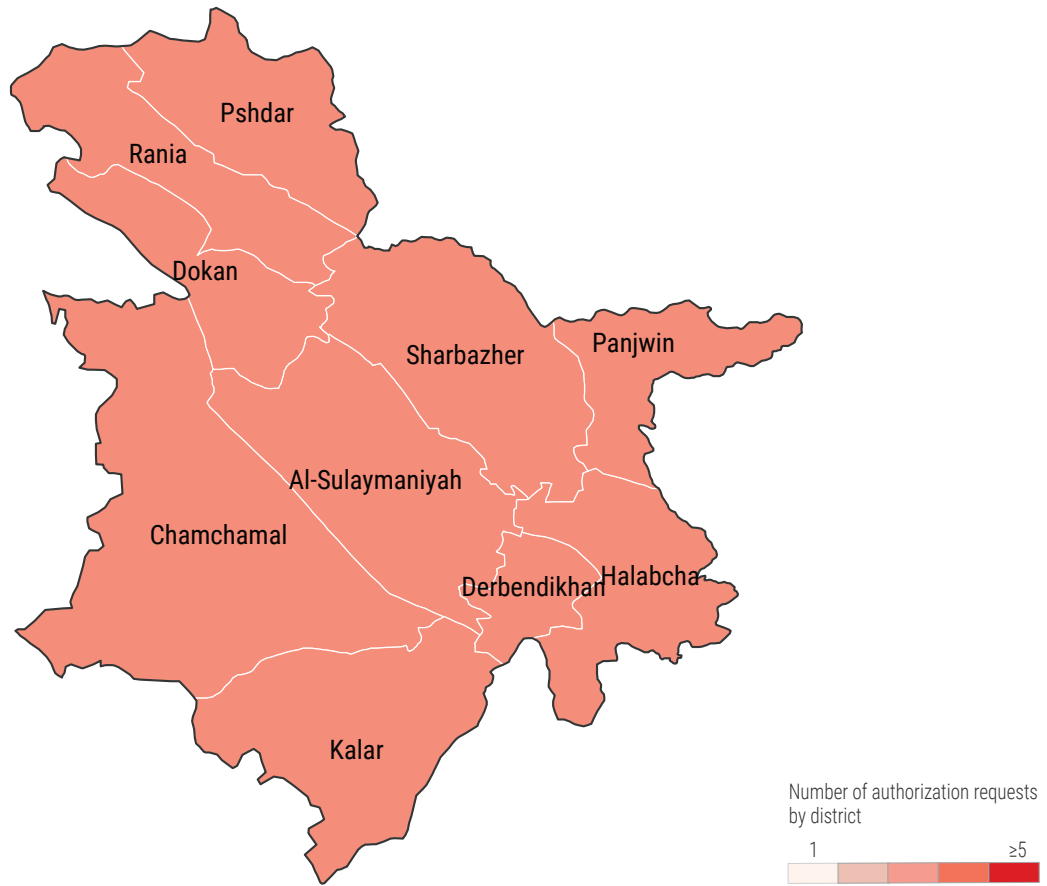 Pshdar
Rania
Dokan
Sharbazher
Panjwin
Al-Sulaymaniyah
Chamchamal
Derbendikhan
Halabcha
Kalar
Number of authorization requests
by district
1 ≥5